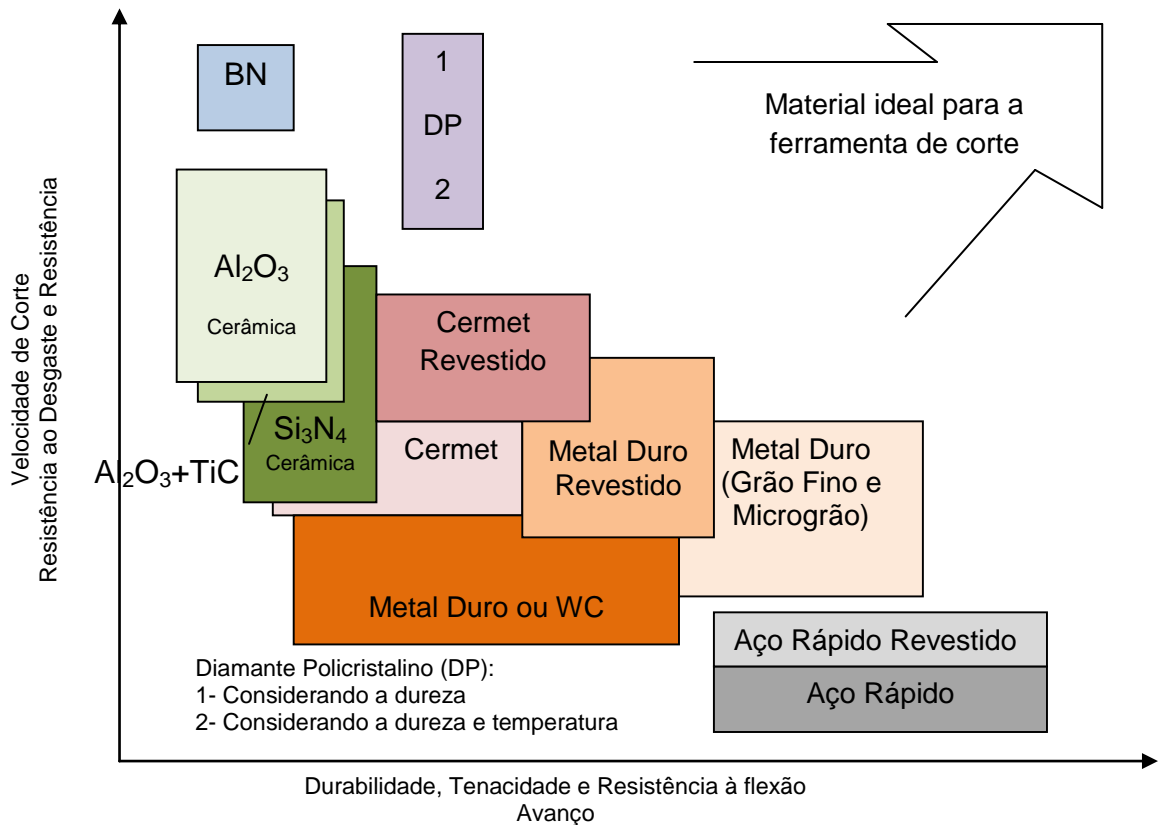 BN
1
DP
2
Material ideal para a
ferramenta de corte
Velocidade de Corte
Resistência ao Desgaste e Resistência
Al₂O₃
Cerâmica
Cermet
Revestido
Al₂O₃+TiC
Si₃N₄
Cerâmica
Cermet
Metal Duro
Revestido
Metal Duro
(Grão Fino e
Microgrão)
Metal Duro ou WC
Aço Rápido Revestido
Aço Rápido
Diamante Policristalino (DP):
1- Considerando a dureza
2- Considerando a dureza e temperatura
Durabilidade, Tenacidade e Resistência à flexão
Avanço